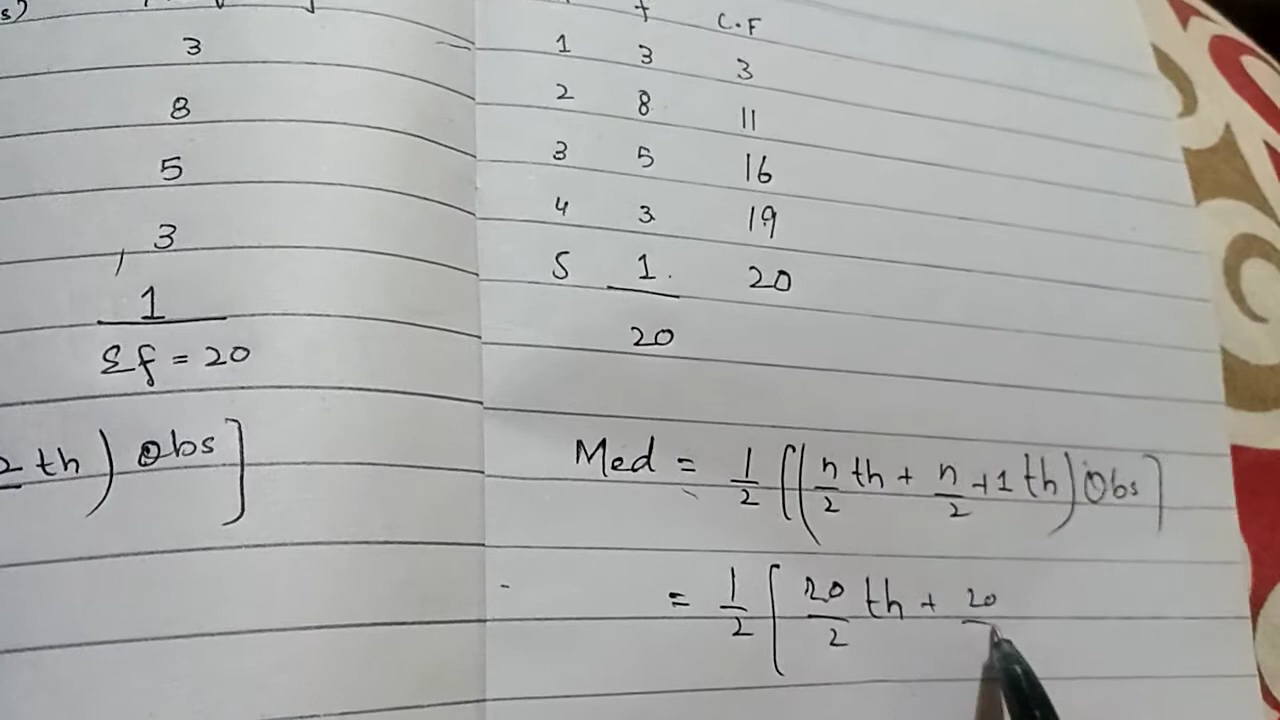 s)
3
8
5
3
1
Σf = 20
2 th) Obs]
f C.F
1 3 3
2 8 11
3 5 16
4 3 19
5 1. 20
20
Med = 1/2 [(n/2 th + n/2 +1 th) Obs]
= 1/2 [20/2 th + 20